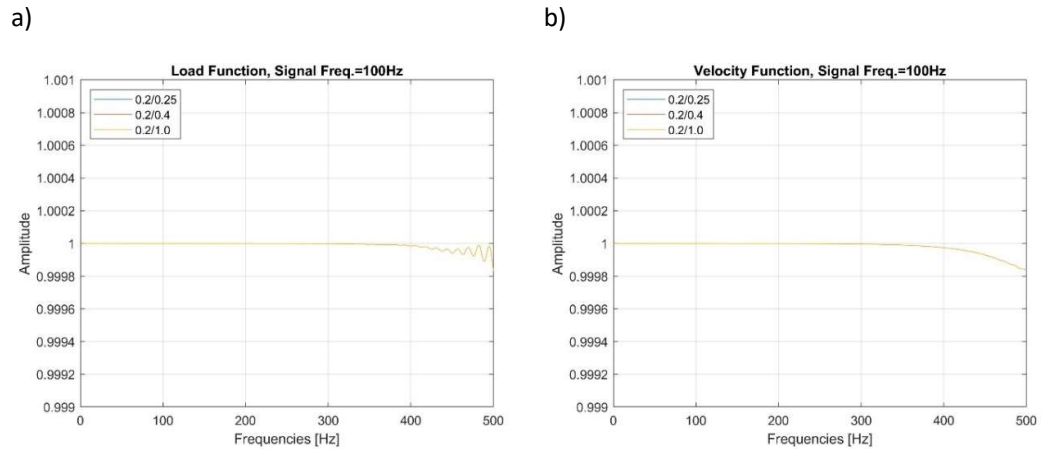 a)
Load Function, Signal Freq.=100Hz
0.2/0.25
0.2/0.4
0.2/1.0
1.001
1.0008
1.0006
1.0004
1.0002
1
0.9998
0.9996
0.9994
0.9992
0.999
Amplitude
0 100 200 300 400 500
Frequencies [Hz]
b)
Velocity Function, Signal Freq.=100Hz
0.2/0.25
0.2/0.4
0.2/1.0
1.001
1.0008
1.0006
1.0004
1.0002
1
0.9998
0.9996
0.9994
0.9992
0.999
Amplitude
0 100 200 300 400 500
Frequencies [Hz]